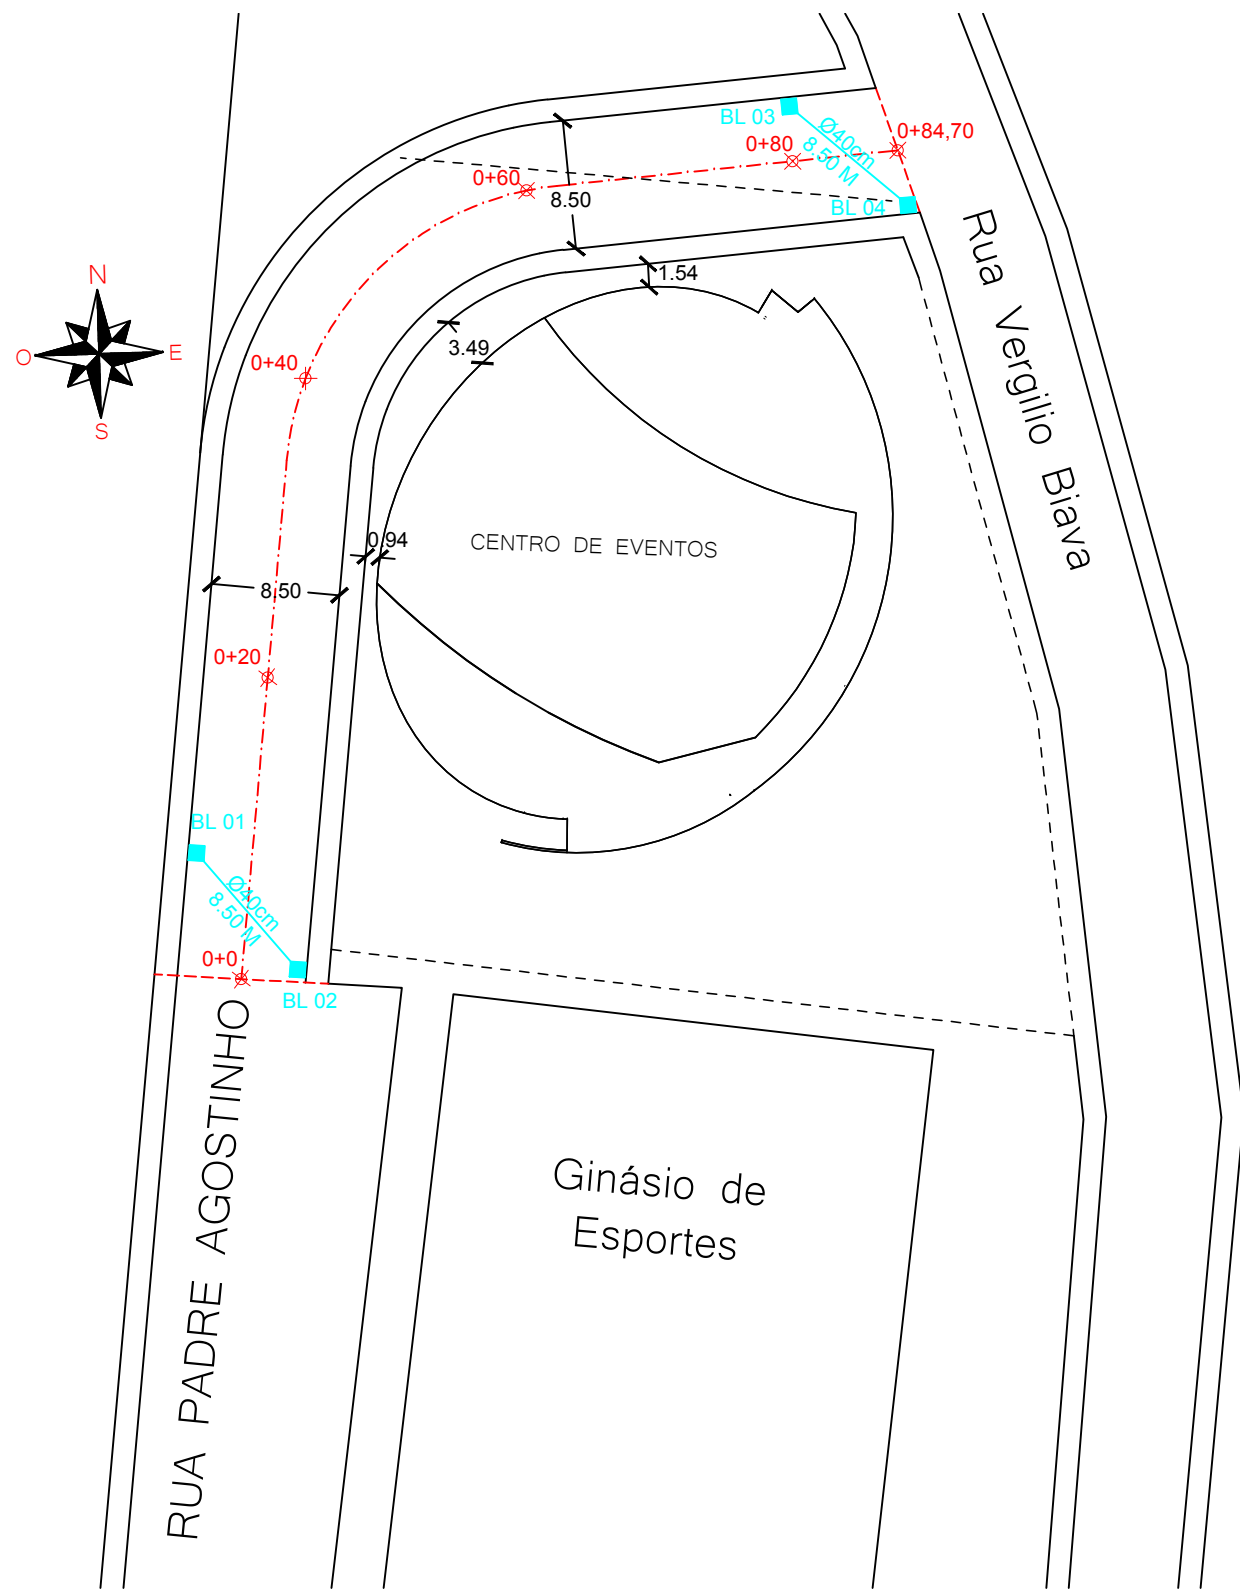 BL 03
Ø40cm
8.50 M
0+80
0+84,70
0+60
8.50
BL 04
Rua Vergilio Biava
N
O
E
S
1.54
3.49
0+40
0.94
CENTRO DE EVENTOS
8.50
0+20
BL 01
Ø40cm
8.50 M
0+0
BL 02
RUA PADRE AGOSTINHO
Ginásio de
Esportes